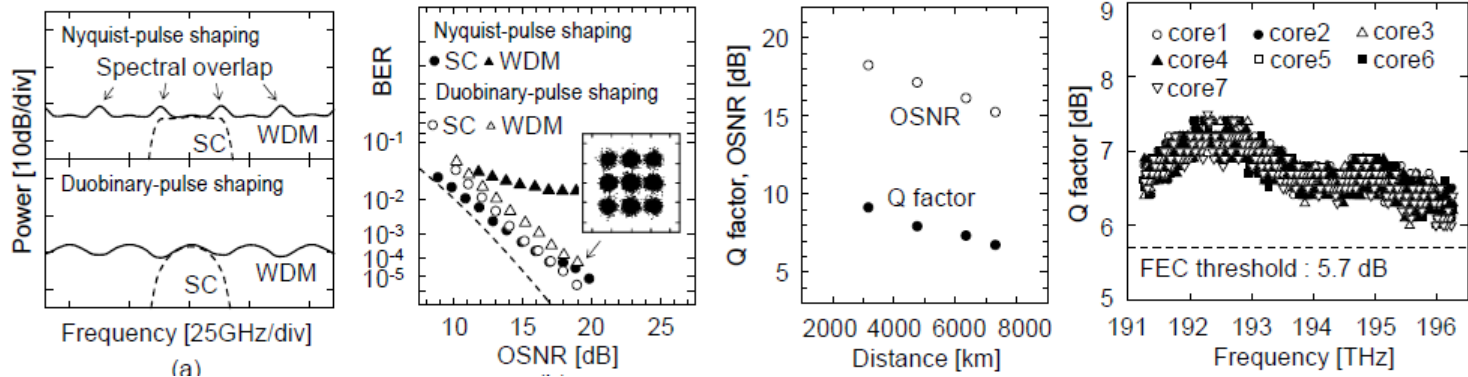 Power [10dB/div]
Nyquist-pulse shaping
Spectral overlap
SC
WDM
Duobinary-pulse shaping
SC
WDM
Frequency [25GHz/div]
(a)
BER
Nyquist-pulse shaping
● SC ▲ WDM
Duobinary-pulse shaping
○ SC △ WDM
10-1
10-2
10-3
10-4
10-5
10 15 20 25
OSNR [dB]
Q factor, OSNR [dB]
20
15
10
5
OSNR
Q factor
2000 4000 6000 8000
Distance [km]
Q factor [dB]
9
8
7
6
5
○ core1 ● core2 △ core3
▲ core4 □ core5 ■ core6
▽ core7
FEC threshold : 5.7 dB
191 192 193 194 195 196
Frequency [THz]